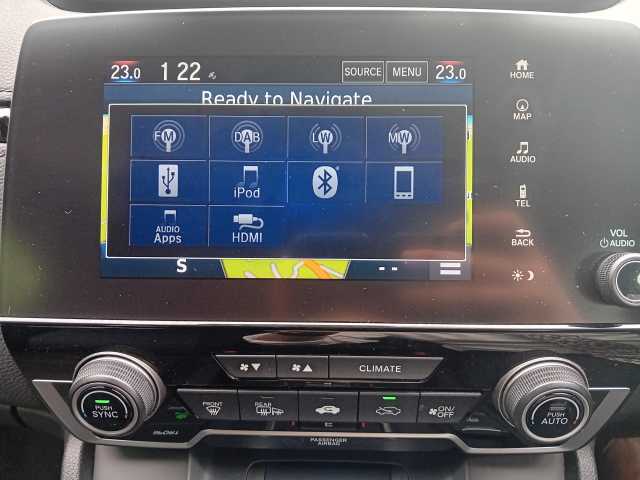 23.0 1 22 SOURCE MENU 23.0
Ready to Navigate
FM DAB LW MW
iPod
AUDIO
Apps HDMI
S - -
HOME
MAP
AUDIO
TEL
BACK
VOL
AUDIO
CLIMATE
PUSH
SYNC
FRONT
REAR
ON/
OFF
PUSH
AUTO
PASSENGER
AIRBAG